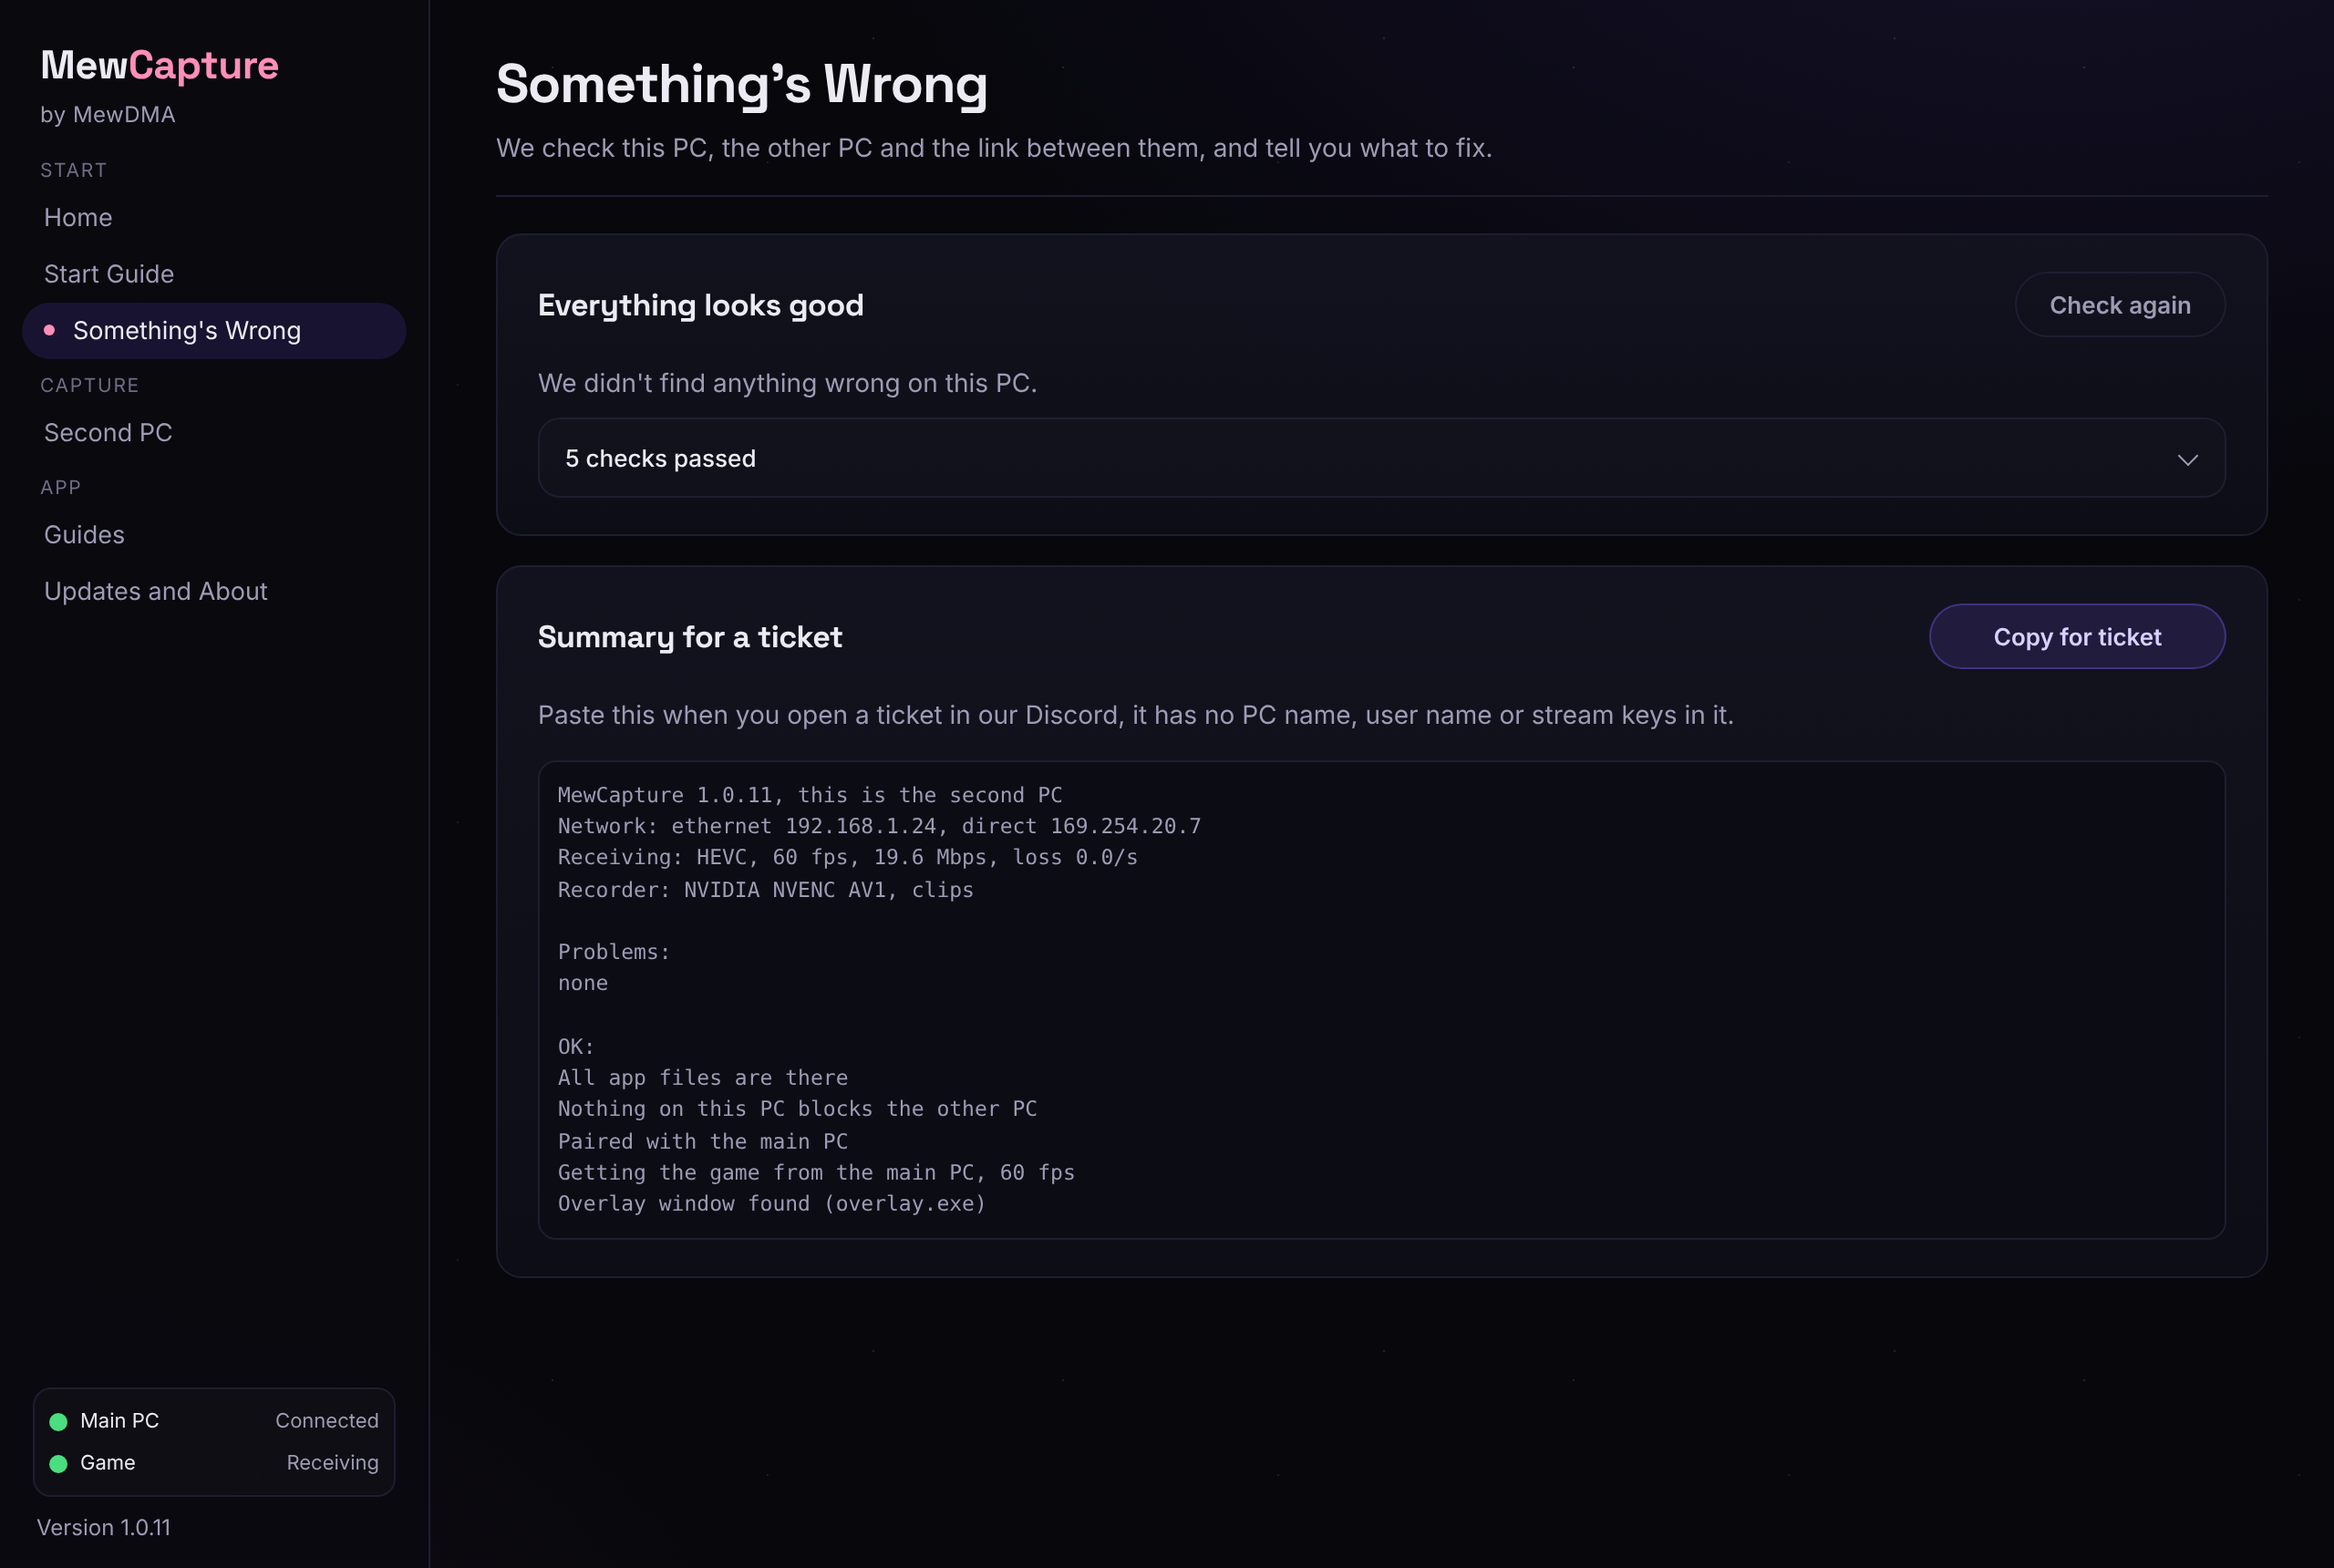 MewCapture
by MewDMA
START
Home
Start Guide
Something's Wrong
CAPTURE
Second PC
APP
Guides
Updates and About
Main PC Connected
Game Receiving
Version 1.0.11
Something’s Wrong
We check this PC, the other PC and the link between them, and tell you what to fix.
Everything looks good
Check again
We didn't find anything wrong on this PC.
5 checks passed
Summary for a ticket
Copy for ticket
Paste this when you open a ticket in our Discord, it has no PC name, user name or stream keys in it.
MewCapture 1.0.11, this is the second PC
Network: ethernet 192.168.1.24, direct 169.254.20.7
Receiving: HEVC, 60 fps, 19.6 Mbps, loss 0.0/s
Recorder: NVIDIA NVENC AV1, clips
Problems:
none
OK:
All app files are there
Nothing on this PC blocks the other PC
Paired with the main PC
Getting the game from the main PC, 60 fps
Overlay window found (overlay.exe)